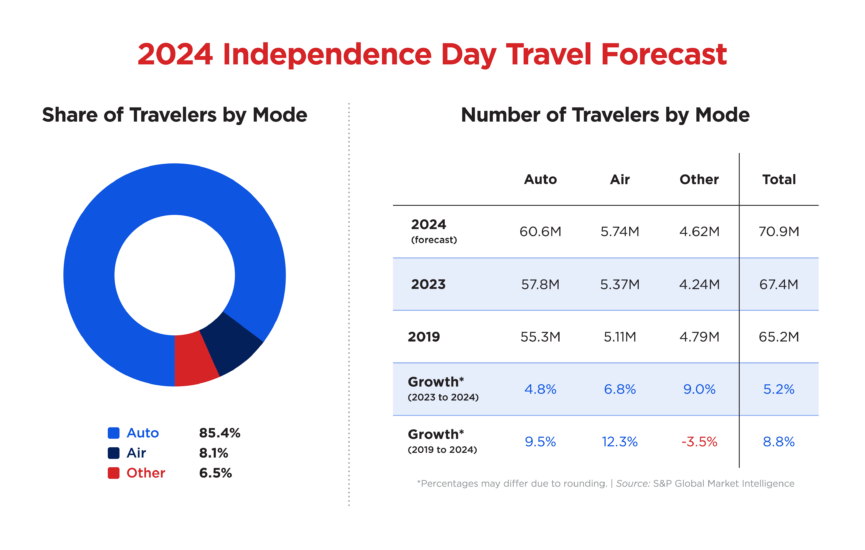 2024 Independence Day Travel Forecast
Share of Travelers by Mode
Auto 85.4%
Air 8.1%
Other 6.5%
Number of Travelers by Mode
Auto Air Other Total
2024
(forecast) 60.6M 5.74M 4.62M 70.9M
2023 57.8M 5.37M 4.24M 67.4M
2019 55.3M 5.11M 4.79M 65.2M
Growth*
(2023 to 2024) 4.8% 6.8% 9.0% 5.2%
Growth*
(2019 to 2024) 9.5% 12.3% -3.5% 8.8%
*Percentages may differ due to rounding. | Source: S&P Global Market Intelligence